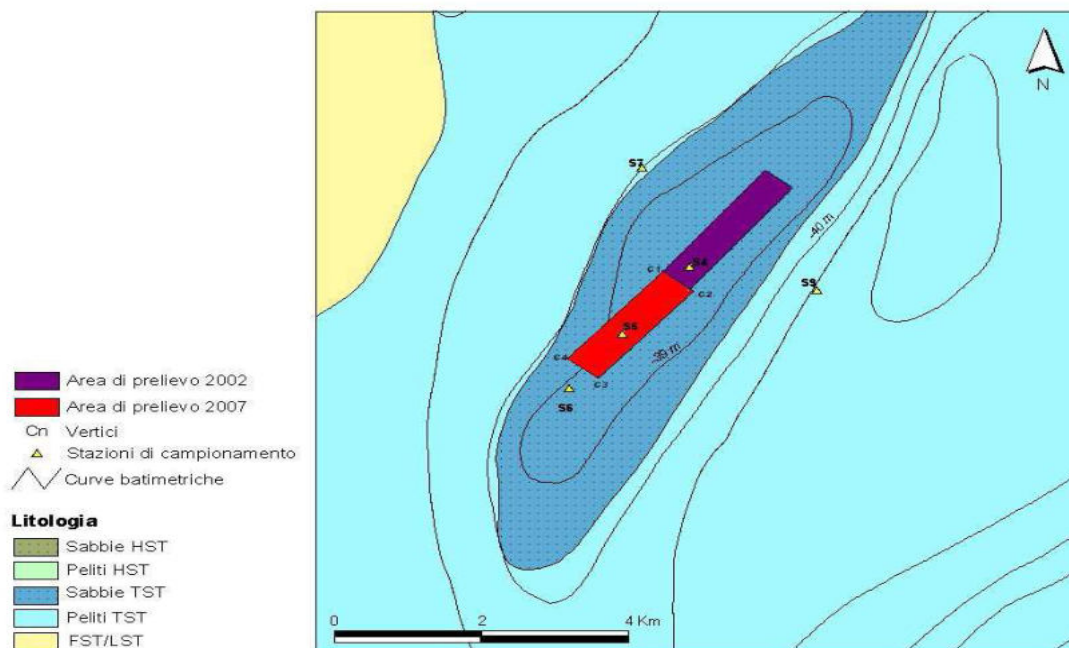 N
S7
-40 m
S4
C1
S9
C2
S5
-39 m
C4
C3
S6
Area di prelievo 2002
Area di prelievo 2007
Cn Vertici
Stazioni di campionamento
Curve batimetriche
Litologia
Sabbie HST
Peliti HST
Sabbie TST
Peliti TST
FST/LST
0 2 4 Km